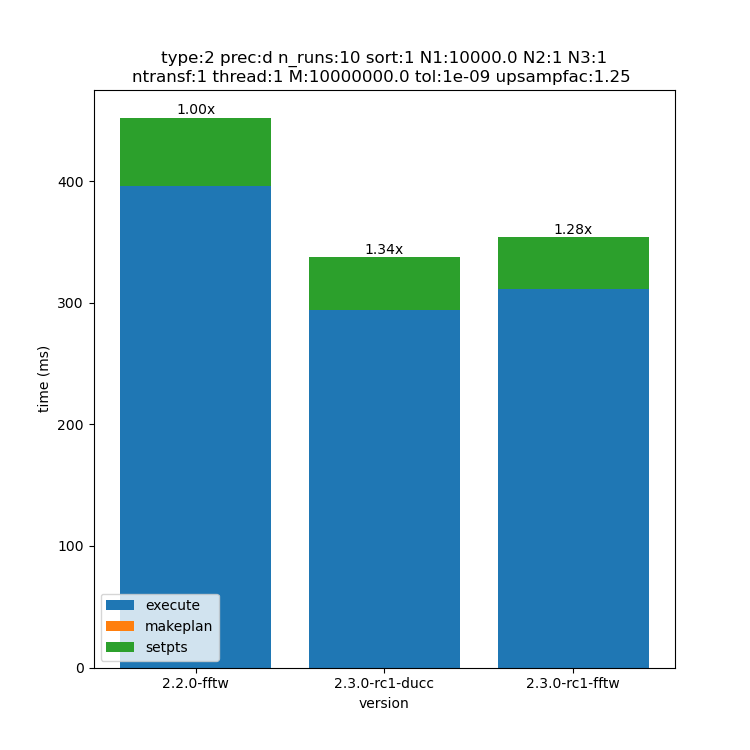 type:2 prec:d n_runs:10 sort:1 N1:10000.0 N2:1 N3:1
ntransf:1 thread:1 M:10000000.0 tol:1e-09 upsampfac:1.25
1.00x
1.34x
1.28x
400
300
200
100
0
time (ms)
execute
makeplan
setpts
2.2.0-fftw
2.3.0-rc1-ducc
2.3.0-rc1-fftw
version